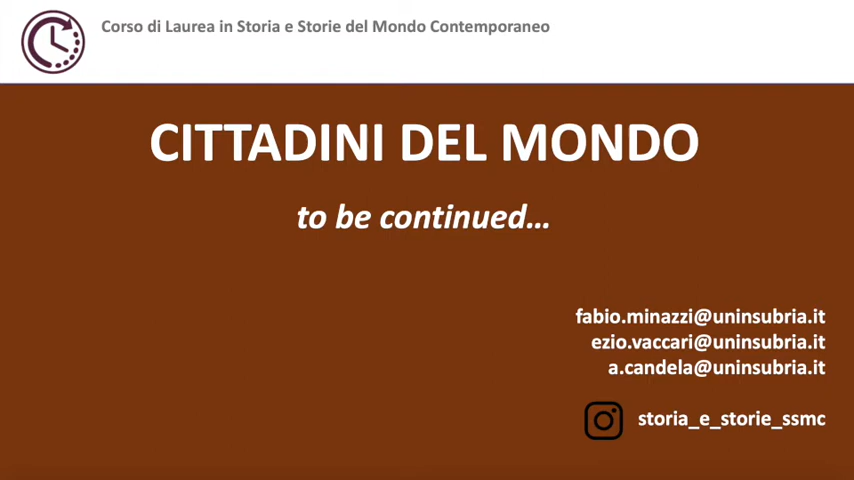 Corso di Laurea in Storia e Storie del Mondo Contemporaneo
CITTADINI DEL MONDO
to be continued...
fabio.minazzi@uninsubria.it
ezio.vaccari@uninsubria.it
a.candela@uninsubria.it
storia_e_storie_ssmc